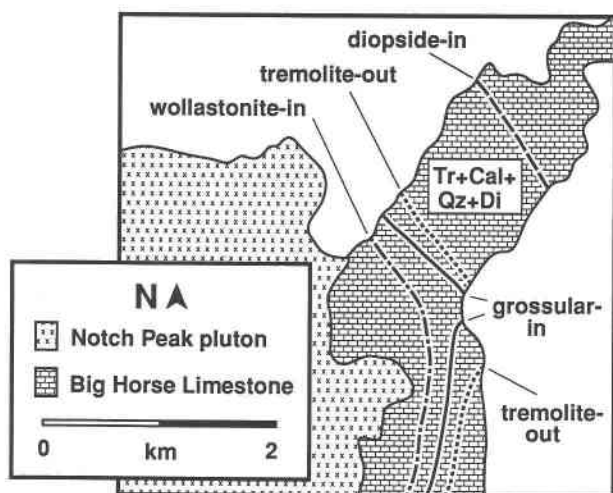 diopside-in
tremolite-out
wollastonite-in
Tr+Cal+
Qz+Di
N
Notch Peak pluton
Big Horse Limestone
0 km 2
grossular-
in
tremolite-
out